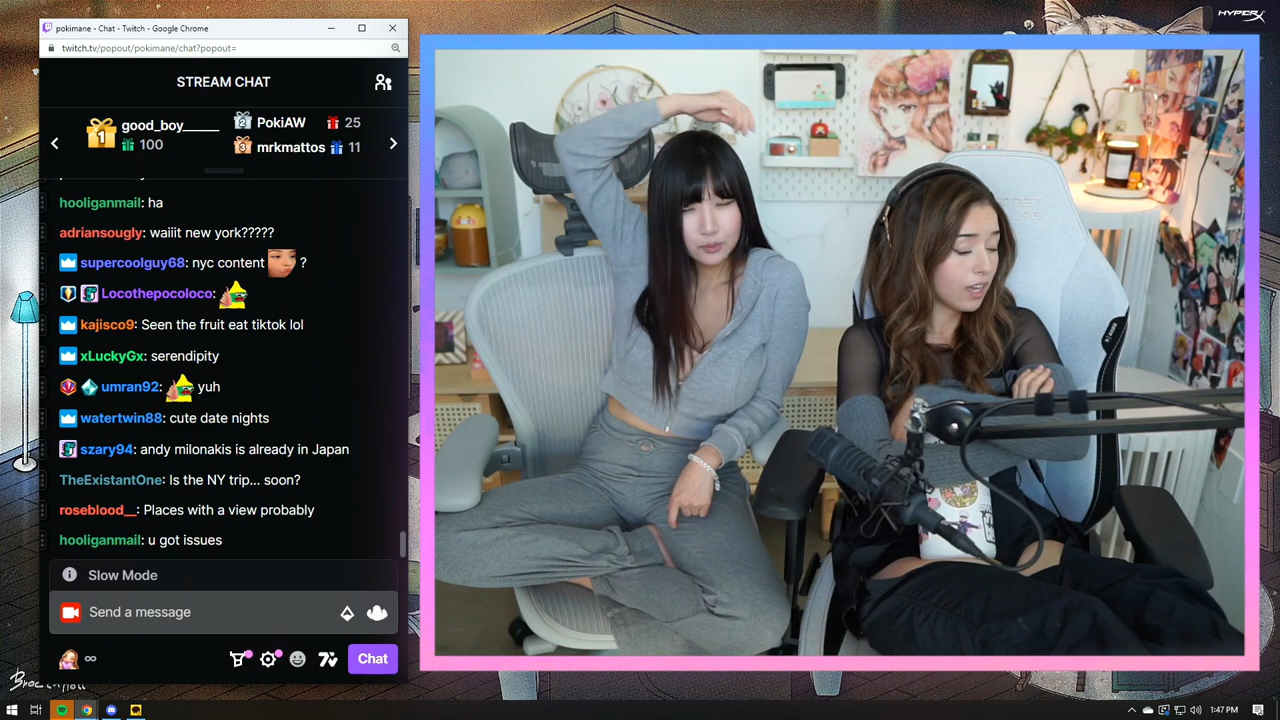 pokimane - Chat - Twitch - Google Chrome
twitch.tv/popout/pokimane/chat?popout=
HYPERX
STREAM CHAT
1 good_boy_____ 100
2 PokiAW 25
3 mrkmattos 11
hooliganmail: ha
adriansougly: waiiit new york?????
supercoolguy68: nyc content ?
Locothepocoloco:
kajisco9: Seen the fruit eat tiktok lol
xLuckyGx: serendipity
umran92: yuh
watertwin88: cute date nights
szary94: andy milonakis is already in Japan
TheExistantOne: Is the NY trip... soon?
roseblood__: Places with a view probably
hooliganmail: u got issues
Slow Mode
Send a message
∞
Chat
1:47 PM